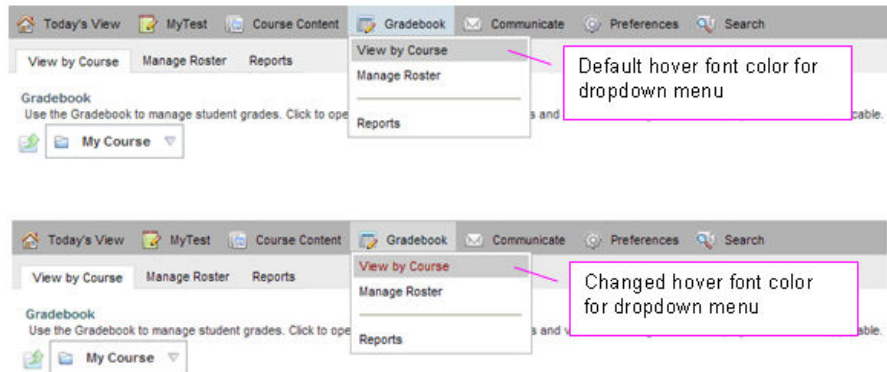 Today's View MyTest Course Content Gradebook Communicate Preferences Search
View by Course Manage Roster Reports
View by Course
Manage Roster
Reports
Default hover font color for
dropdown menu
Gradebook
Use the Gradebook to manage student grades. Click to ope s and cable.
My Course
Today's View MyTest Course Content Gradebook Communicate Preferences Search
View by Course Manage Roster Reports
View by Course
Manage Roster
Reports
Changed hover font color
for dropdown menu
Gradebook
Use the Gradebook to manage student grades. Click to ope s and v able.
My Course